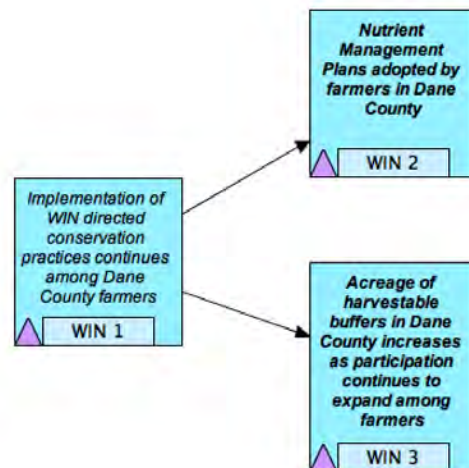 Nutrient
Management
Plans adopted by
farmers in Dane
County
WIN 2
Implementation of
WIN directed
conservation
practices continues
among Dane
County farmers
WIN 1
Acreage of
harvestable
buffers in Dane
County increases
as participation
continues to
expand among
farmers
WIN 3